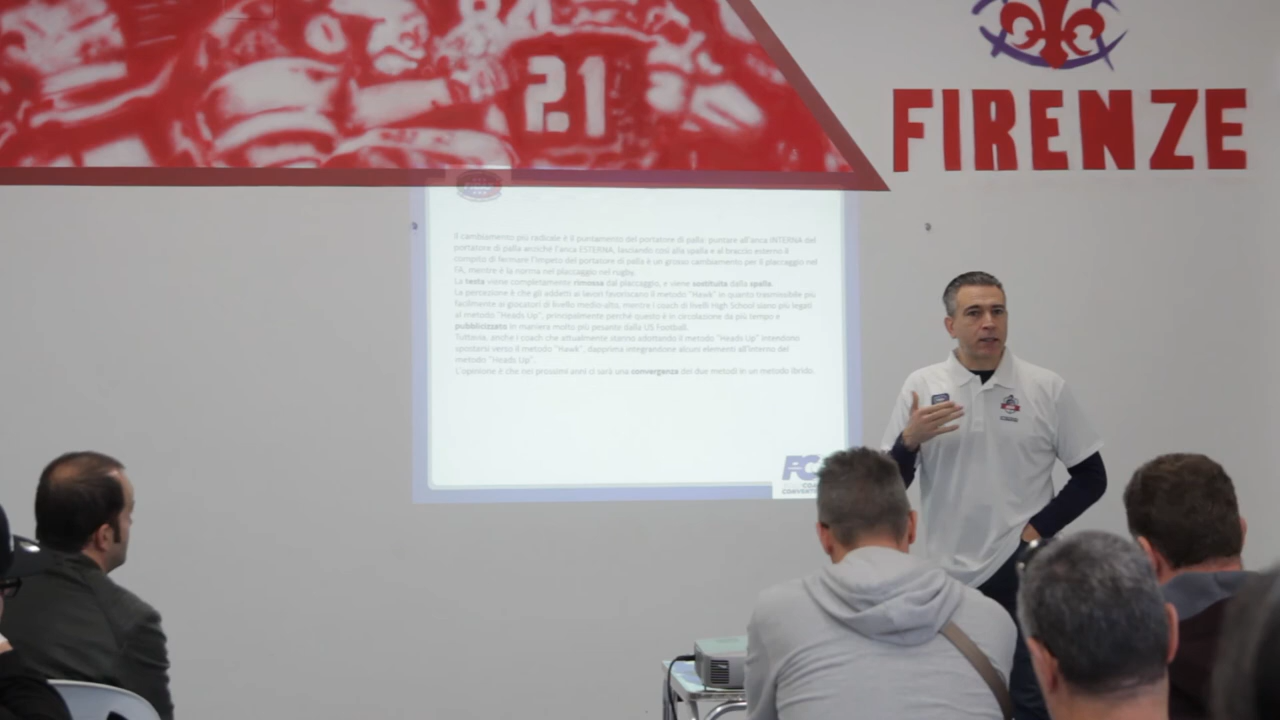 21
FIRENZE
Il cambiamento più radicale è il puntamento del portatore di palla: puntare all'anca INTERNA del
portatore di palla anziché l'anca ESTERNA, lasciando così alla spalla e al braccio esterno il
compito di fermare l'impeto del portatore di palla è un grosso cambiamento per il placcaggio nel
FA, mentre è la norma nel placcaggio nel rugby.
La testa viene completamente rimossa dal placcaggio, e viene sostituita dalla spalla.
La percezione è che gli addetti ai lavori favoriscano il metodo "Hawk" in quanto trasmissibile più
facilmente ai giocatori di livello medio-alto, mentre i coach di livelli High School siano più legati
al metodo "Heads Up", principalmente perché questo è in circolazione da più tempo e
pubblicizzato in maniera molto più pesante dalla US Football.
Tuttavia, anche i coach che attualmente stanno adottando il metodo "Heads Up" intendono
spostarsi verso il metodo "Hawk", dapprima integrandone alcuni elementi all'interno del
metodo "Heads Up".
L'opinione è che nei prossimi anni ci sarà una convergenza dei due metodi in un metodo ibrido.